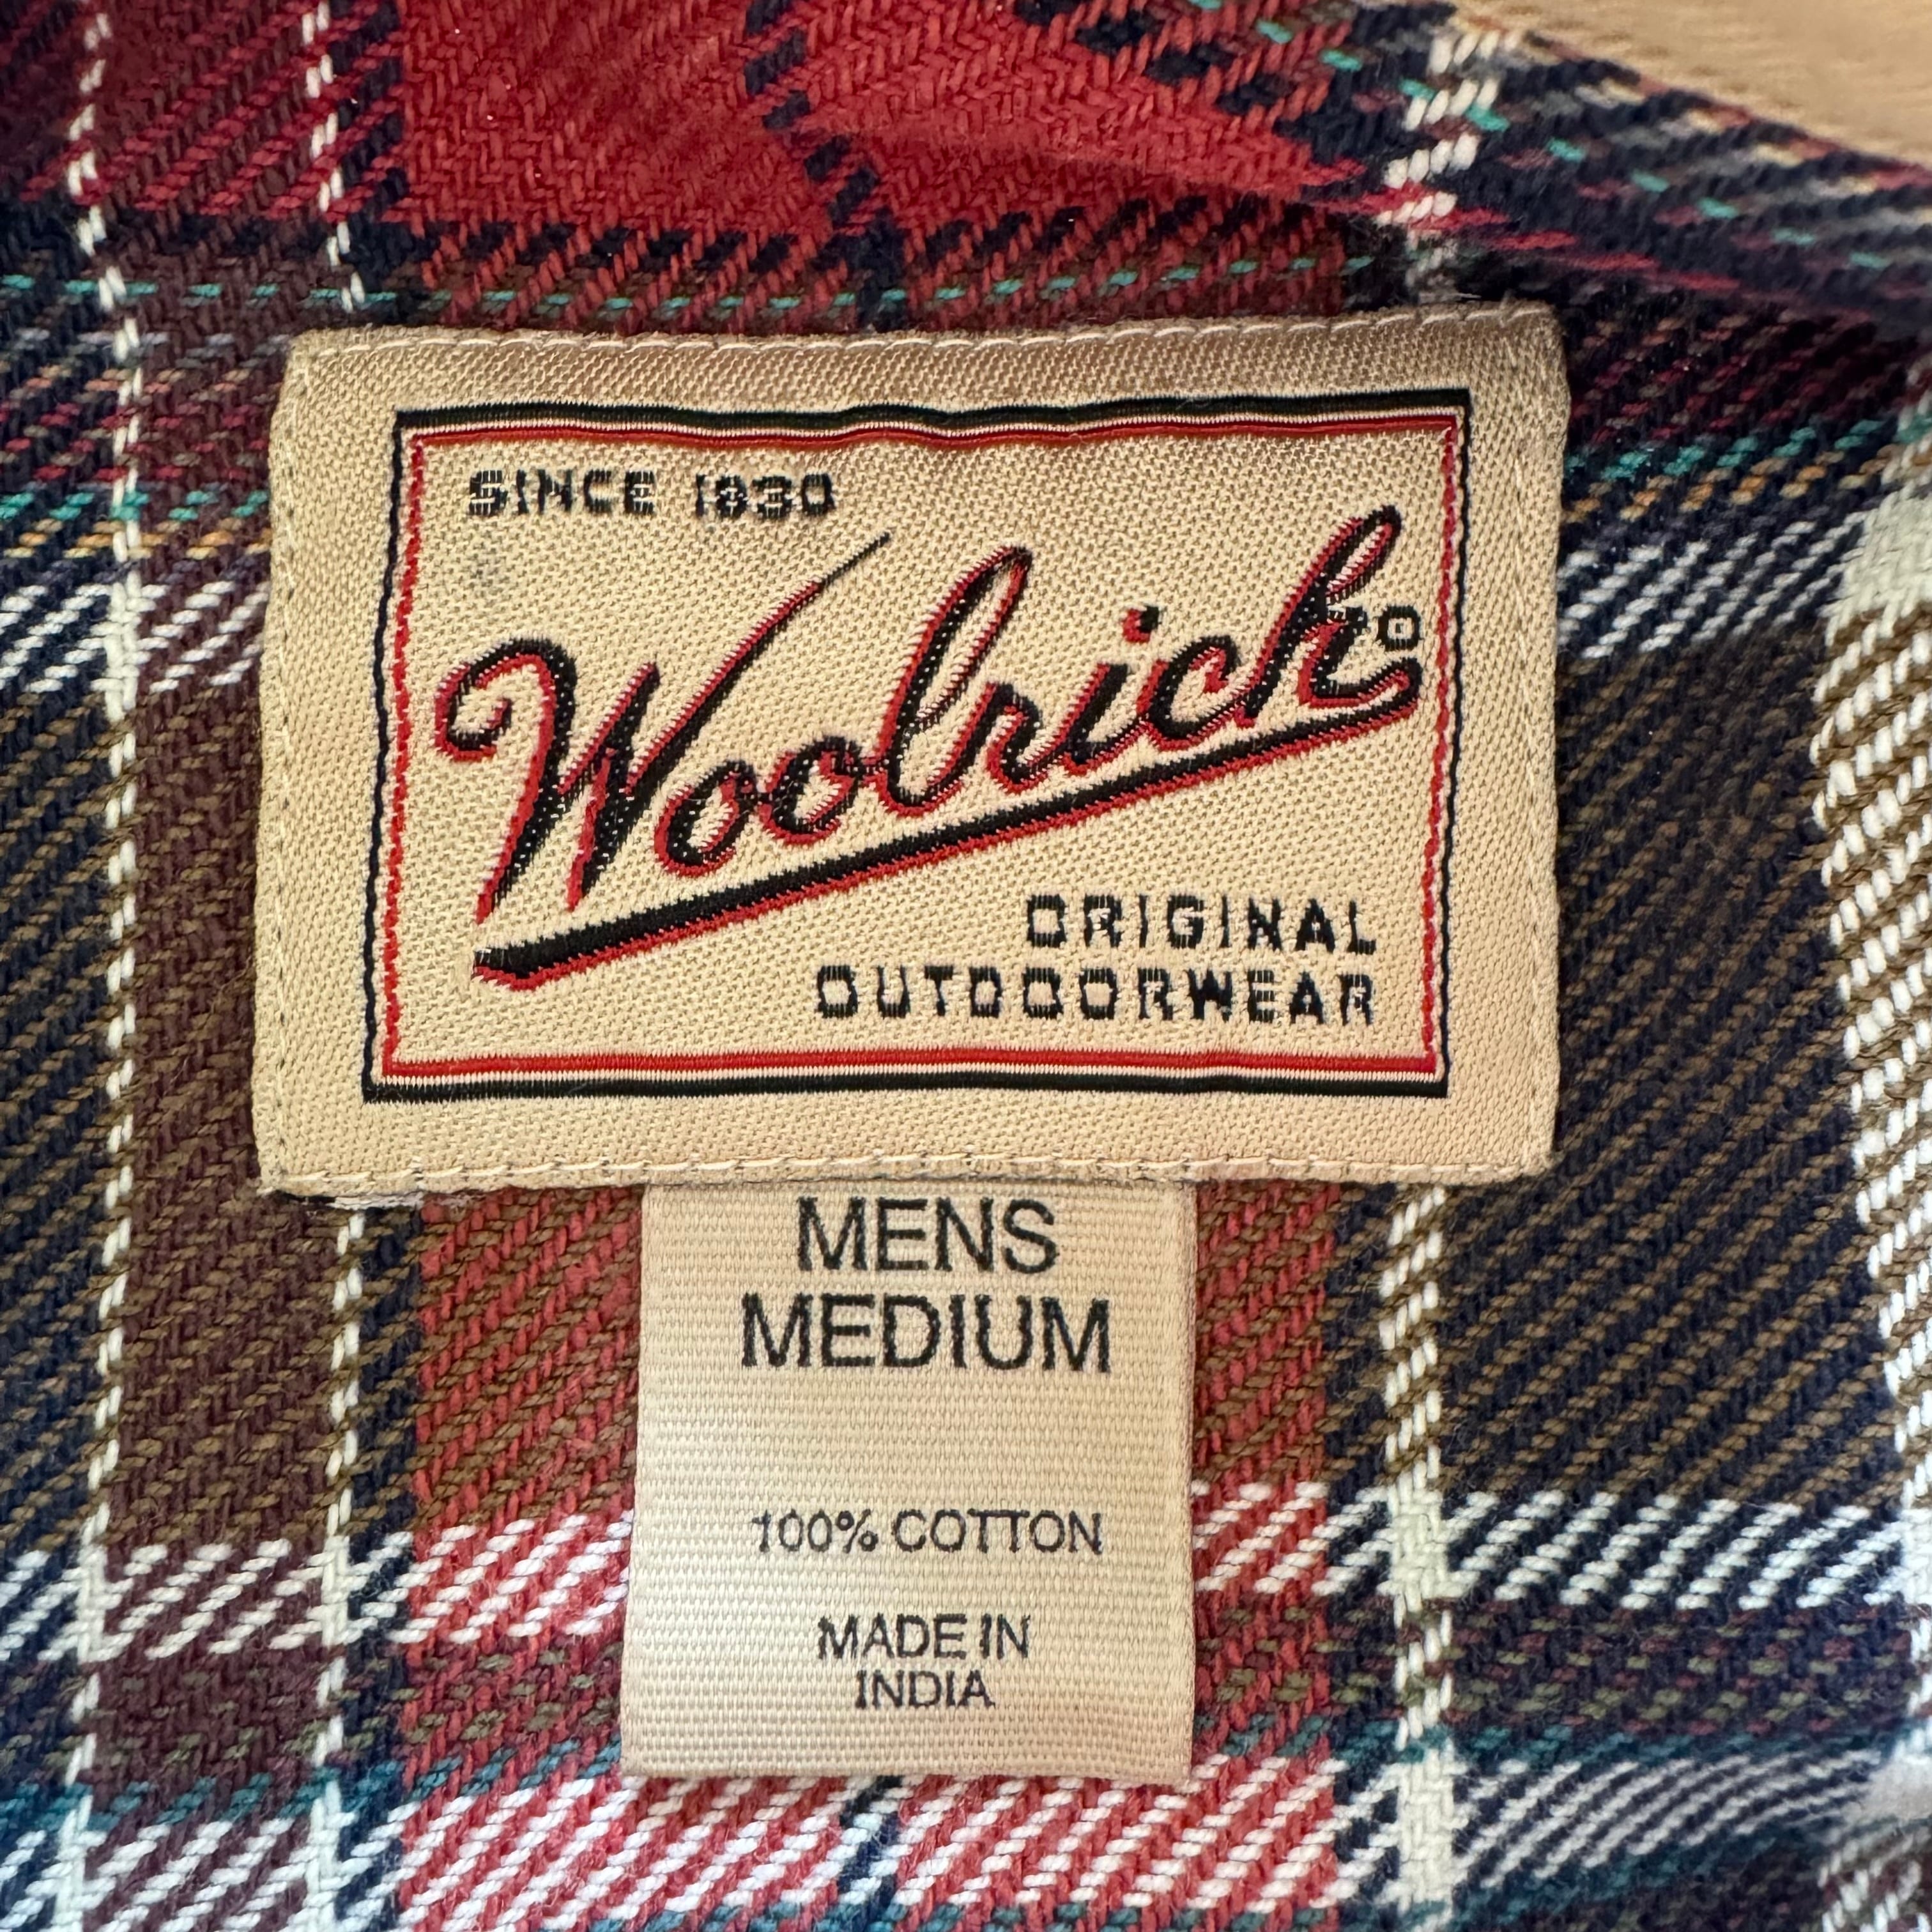 SINCE 1830
Woolrich®
ORIGINAL
OUTDOORWEAR
MENS
MEDIUM
100% COTTON
MADE IN
INDIA